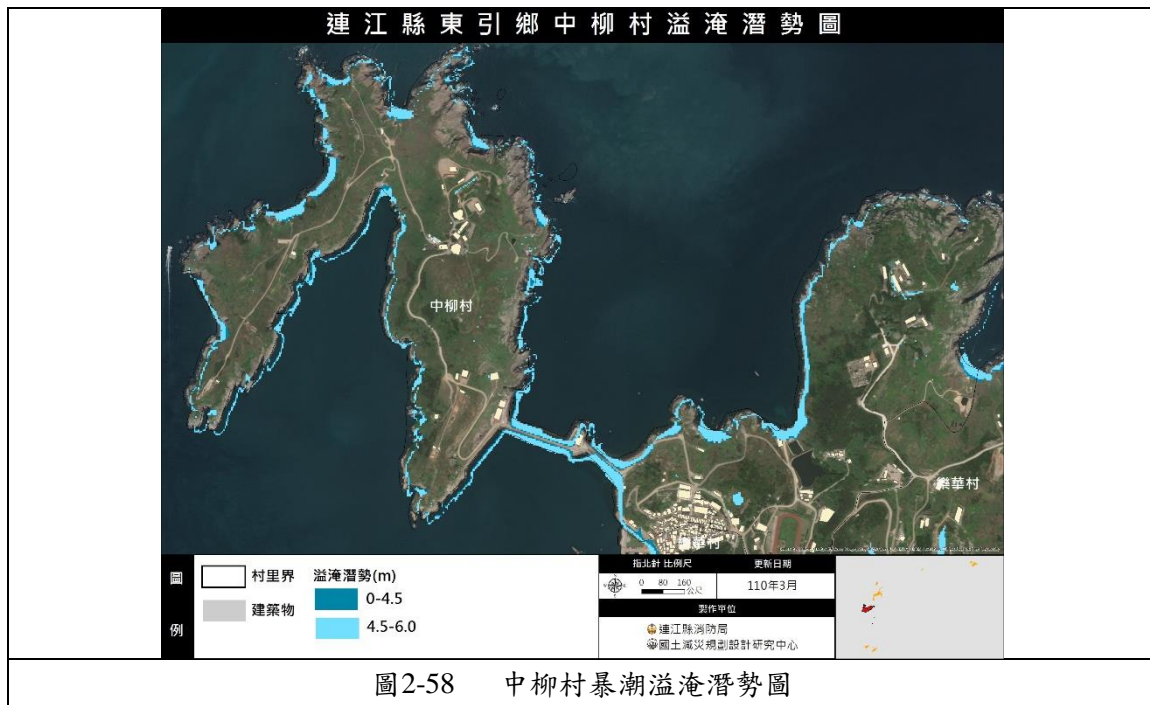 連江縣東引鄉中柳村溢淹潛勢圖
中柳村
樂華村
樂華村
圖例
村里界
建築物
溢淹潛勢(m)
0-4.5
4.5-6.0
指北針 比例尺
0 80 160
公尺
更新日期
110年3月
製作單位
連江縣消防局
國土減災規劃設計研究中心
圖2-58 中柳村暴潮溢淹潛勢圖